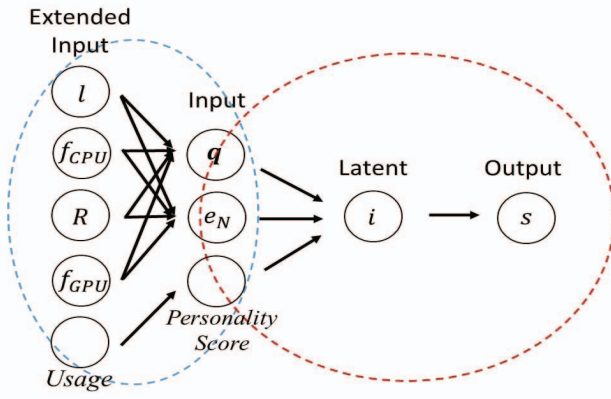 Extended
Input
l
f_CPU
R
f_GPU
Usage
Input
q
e_N
Personality
Score
Latent
i
Output
s